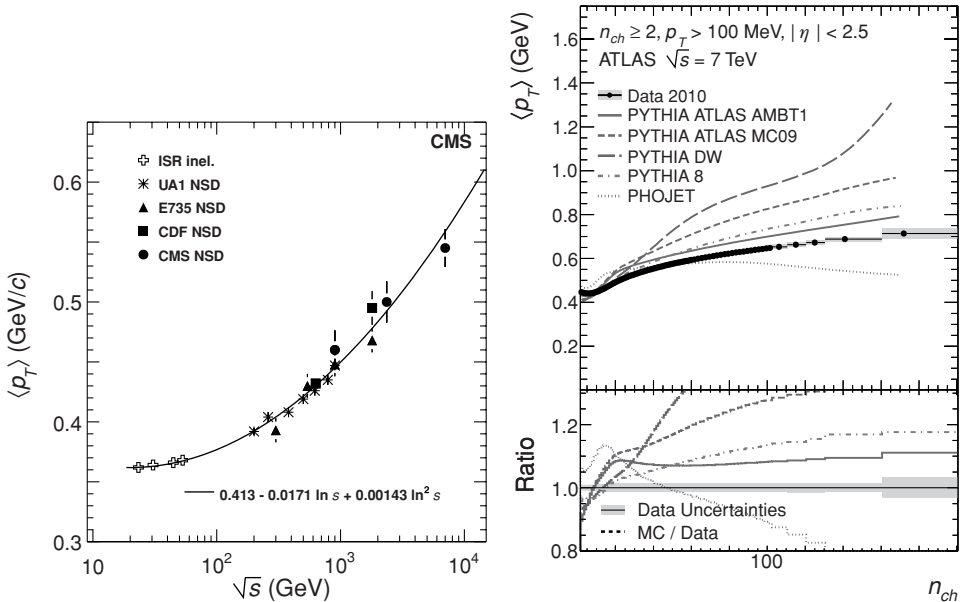 CMS
ISR inel.
UA1 NSD
E735 NSD
CDF NSD
CMS NSD
0.413 - 0.0171 ln s + 0.00143 ln² s
⟨p_T⟩ (GeV/c)
0.6
0.5
0.4
0.3
10
10²
10³
10⁴
√s (GeV)
⟨p_T⟩ (GeV)
1.6
1.4
1.2
1.0
0.8
0.6
0.4
0.2
n_ch ≥ 2, p_T > 100 MeV, | η | < 2.5
ATLAS √s = 7 TeV
Data 2010
PYTHIA ATLAS AMBT1
PYTHIA ATLAS MC09
PYTHIA DW
PYTHIA 8
PHOJET
Ratio
1.2
1.0
0.8
Data Uncertainties
MC / Data
100
n_ch